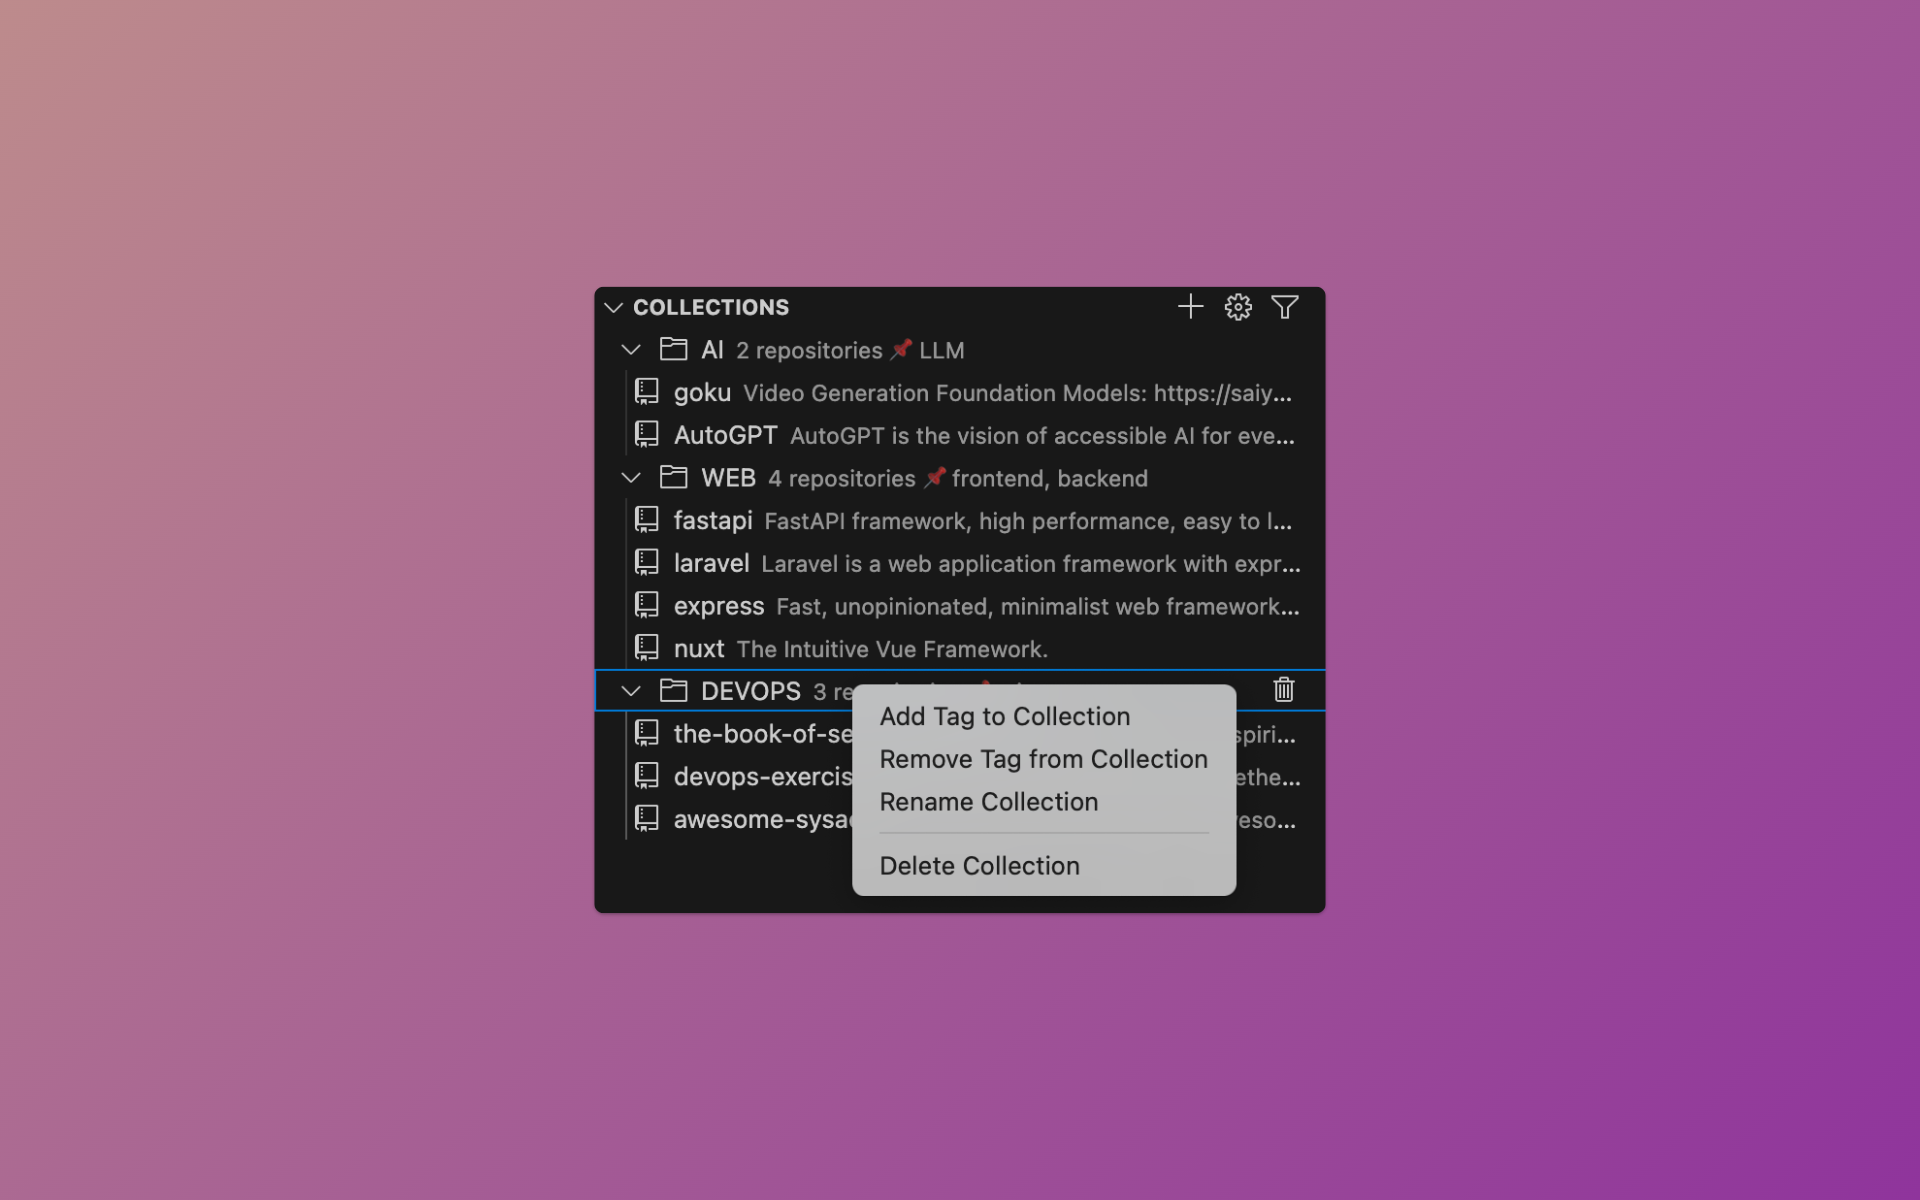 COLLECTIONS
AI 2 repositories 📌 LLM
goku Video Generation Foundation Models: https://saiy...
AutoGPT AutoGPT is the vision of accessible AI for eve...
WEB 4 repositories 📌 frontend, backend
fastapi FastAPI framework, high performance, easy to l...
laravel Laravel is a web application framework with expr...
express Fast, unopinionated, minimalist web framework...
nuxt The Intuitive Vue Framework.
DEVOPS 3 re
Add Tag to Collection
the-book-of-se spiri...
Remove Tag from Collection
devops-exercis ethe...
Rename Collection
awesome-sysa eso...
Delete Collection